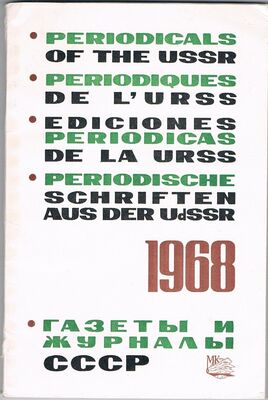 • PERIODICALS
OF THE USSR
• PERIODIQUES
DE L'URSS
• EDICIONES
PERIODICAS
DE LA URSS
• PERIODISCHE
SCHRIFTEN
AUS DER UdSSR
1968
• ГАЗЕТЫ И
ЖУРНАЛЫ
СССР
МК